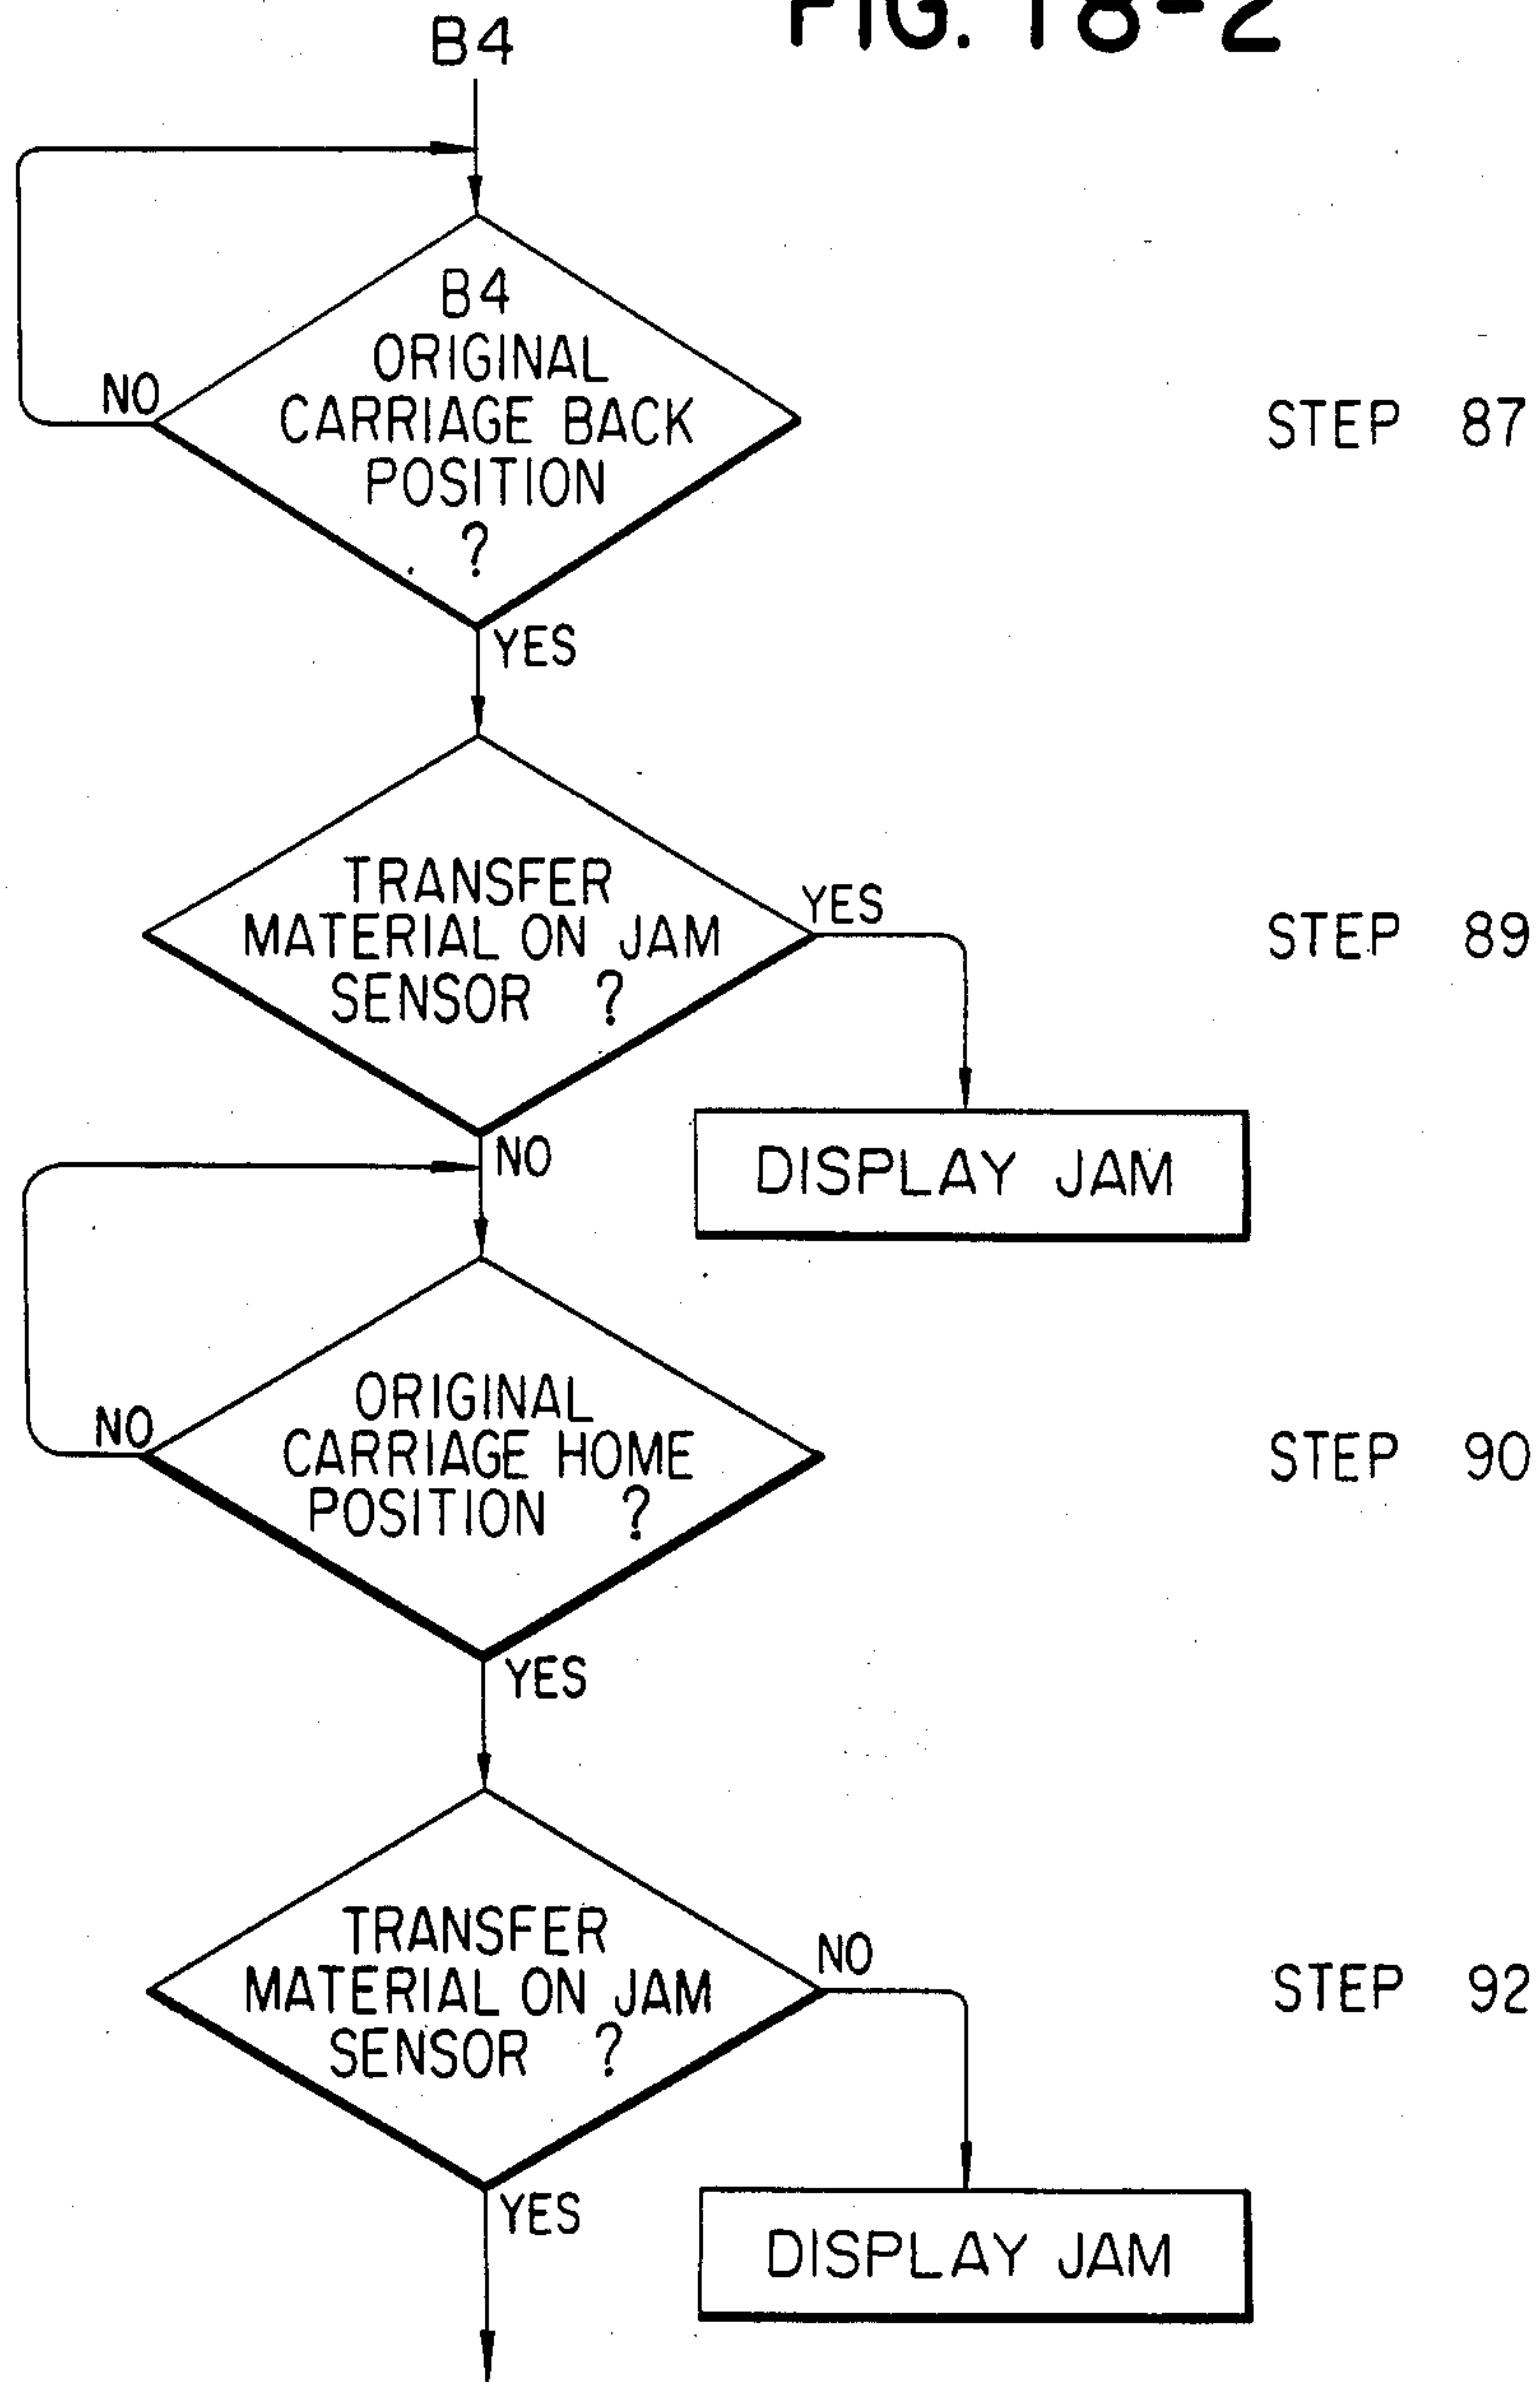 FIG. 18-2
B4
B4
ORIGINAL
CARRIAGE BACK
POSITION
?
NO
STEP 87
YES
TRANSFER
MATERIAL ON JAM
SENSOR ?
YES
STEP 89
DISPLAY JAM
NO
ORIGINAL
CARRIAGE HOME
POSITION ?
NO
STEP 90
YES
TRANSFER
MATERIAL ON JAM
SENSOR ?
NO
STEP 92
DISPLAY JAM
YES